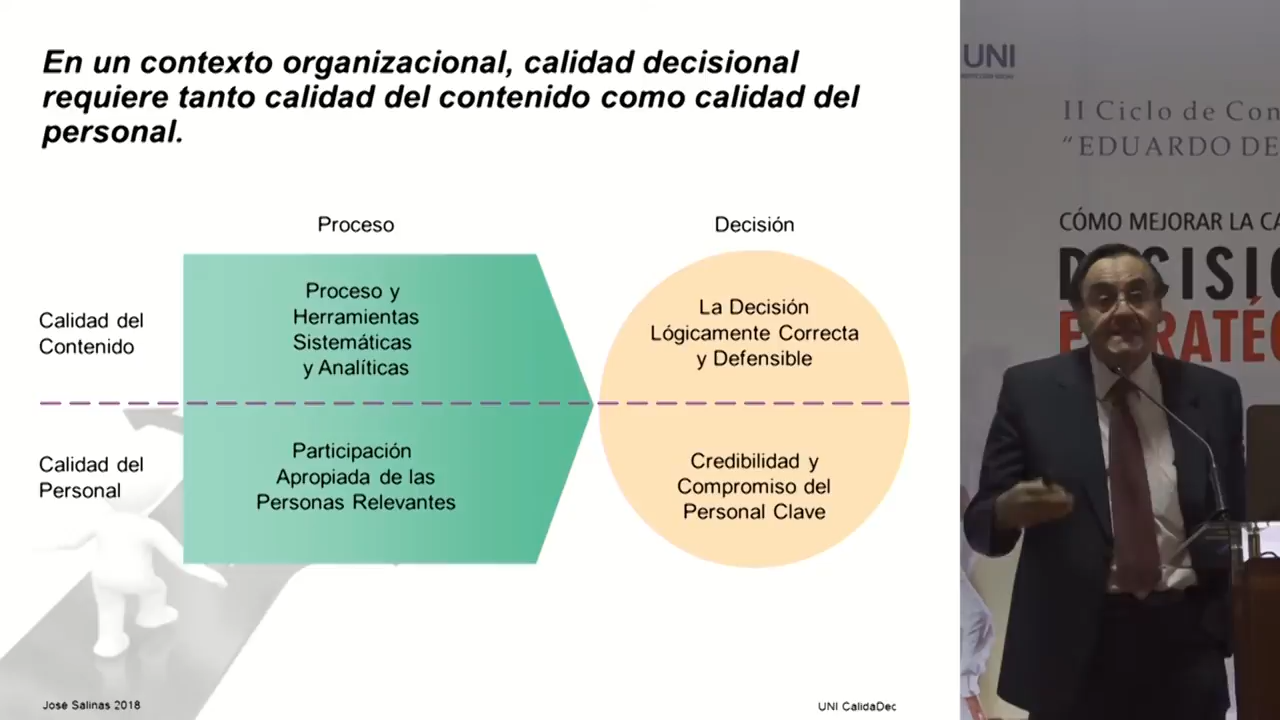 En un contexto organizacional, calidad decisional
requiere tanto calidad del contenido como calidad del
personal.
Proceso
Decisión
Calidad del
Contenido
Proceso y
Herramientas
Sistemáticas
y Analíticas
La Decisión
Lógicamente Correcta
y Defensible
Calidad del
Personal
Participación
Apropiada de las
Personas Relevantes
Credibilidad y
Compromiso del
Personal Clave
José Salinas 2018
UNI CalidaDec
UNI
II Ciclo de Con
“EDUARDO DE
CÓMO MEJORAR LA CA